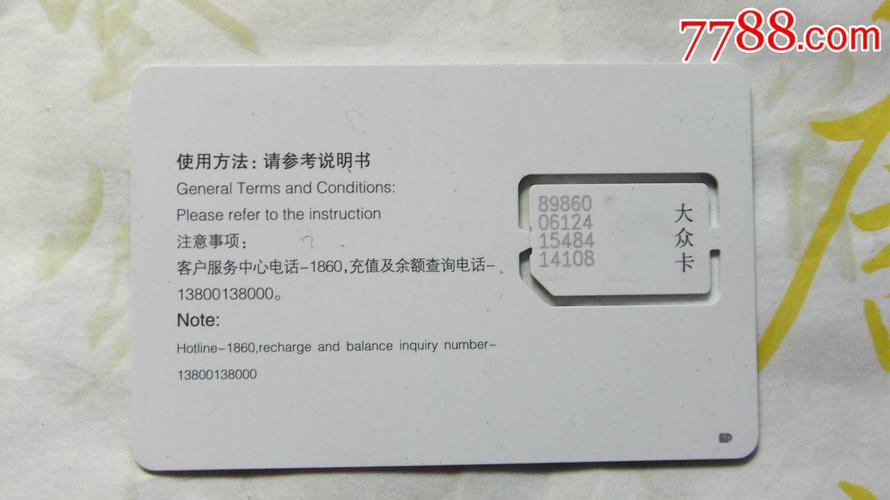 7788.com
使用方法：请参考说明书
General Terms and Conditions:
Please refer to the instruction
注意事项：
客户服务中心电话-1860,充值及余额查询电话-
13800138000。
Note:
Hotline-1860,recharge and balance inquiry number-
13800138000
89860
06124
15484
14108
大众卡